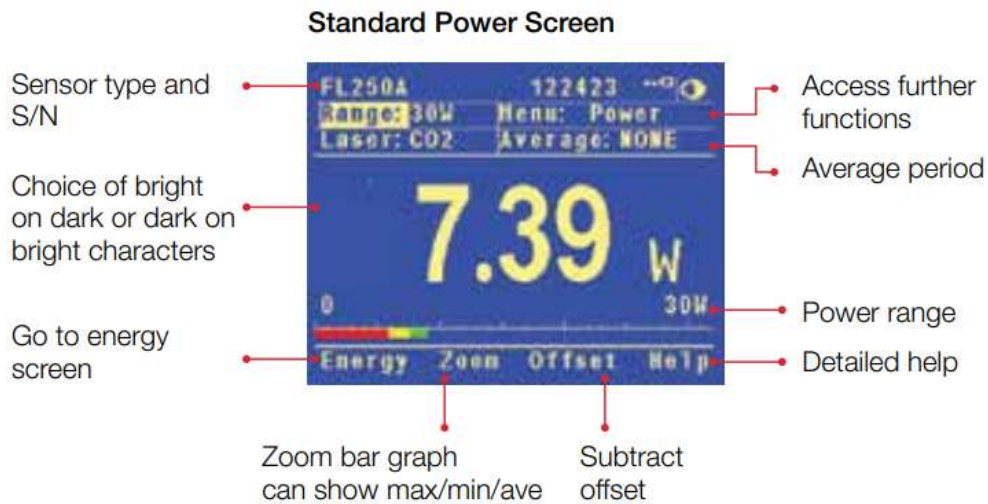 Standard Power Screen
Sensor type and
S/N
FL250A 122423
Range: 30W Menu: Power
Laser: CO2 Average: NONE
Access further
functions
Average period
Choice of bright
on dark or dark on
bright characters
7.39 W
0 30W
Power range
Go to energy
screen
Energy Zoom Offset Help
Detailed help
Zoom bar graph
can show max/min/ave
Subtract
offset